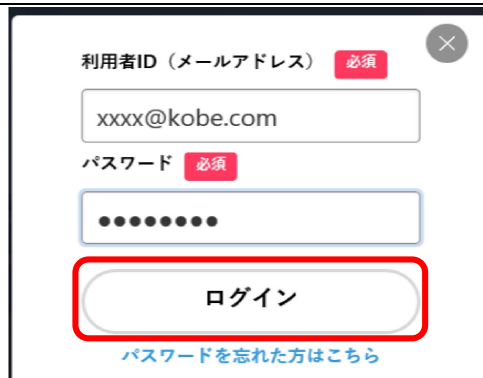 利用者ID（メールアドレス） 必須
xxxx@kobe.com
パスワード 必須
●●●●●●●●
ログイン
パスワードを忘れた方はこちら